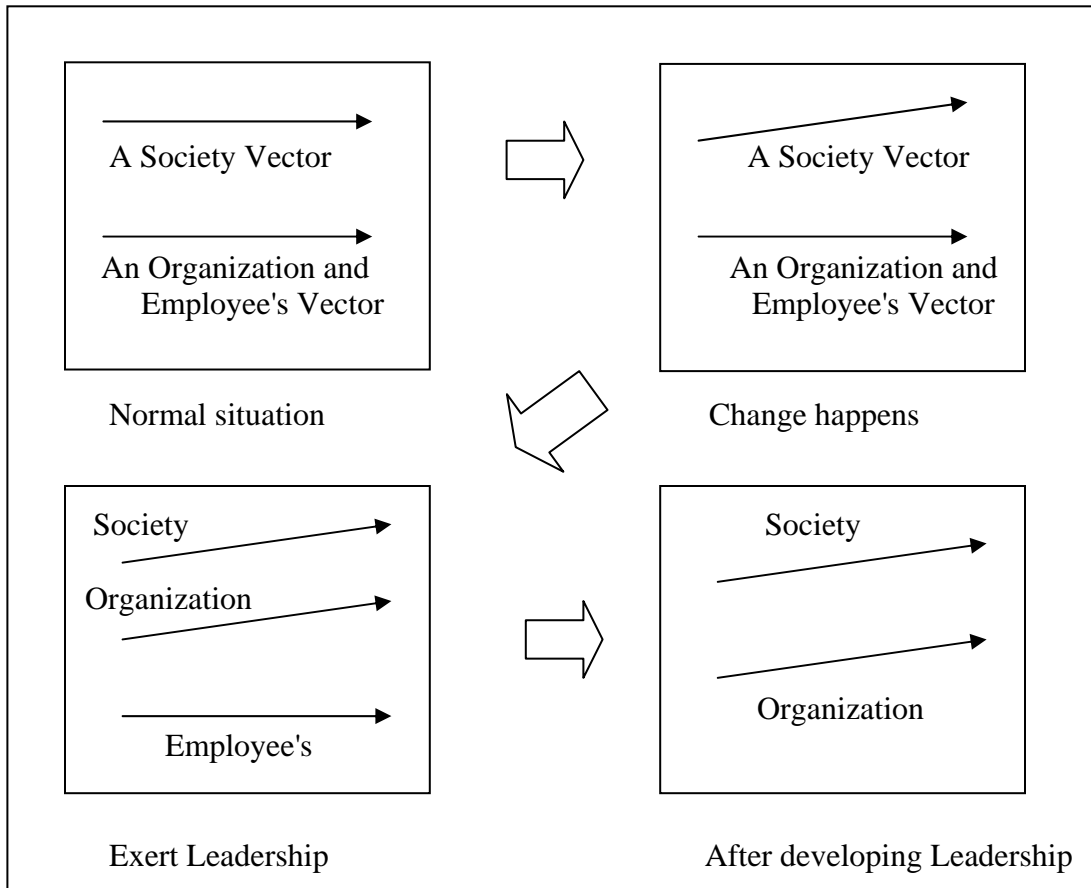 A Society Vector
An Organization and
Employee's Vector
Normal situation
A Society Vector
An Organization and
Employee's Vector
Change happens
Society
Organization
Employee's
Exert Leadership
Society
Organization
After developing Leadership